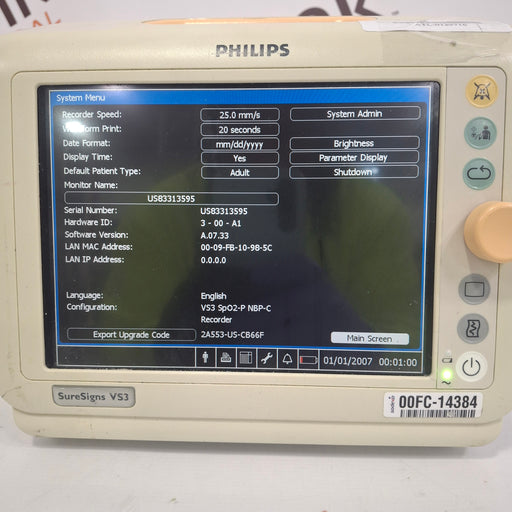 PHILIPS
System Menu
Recorder Speed: 25.0 mm/s System Admin
Waveform Print: 20 seconds
Date Format: mm/dd/yyyy Brightness
Display Time: Yes Parameter Display
Default Patient Type: Adult Shutdown
Monitor Name:
US83313595
Serial Number: US83313595
Hardware ID: 3 - 00 - A1
Software Version: A.07.33
LAN MAC Address: 00-09-FB-10-98-5C
LAN IP Address: 0.0.0.0
Language: English
Configuration: VS3 SpO2-P NBP-C
Recorder
Export Upgrade Code 2A553-US-CB66F
Main Screen
01/01/2007 00:01:00
SureSigns VS3
00FC-14384